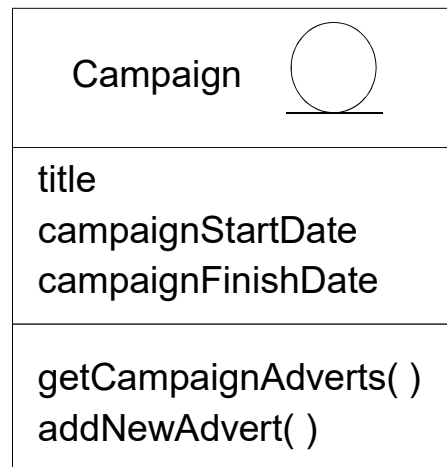 Campaign
title
campaignStartDate
campaignFinishDate
getCampaignAdverts( )
addNewAdvert( )